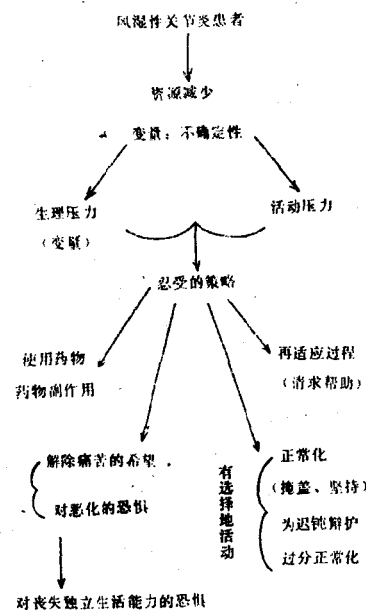 风湿性关节炎患者
资源减少
变量：不确定性
生理压力
（变量）
活动压力
忍受的策略
使用药物
药物副作用
再适应过程
（请求帮助）
解除痛苦的希望
对恶化的恐惧
有选择地活动
正常化
（掩盖、坚持）
为迟钝辩护
过分正常化
对丧失独立生活能力的恐惧